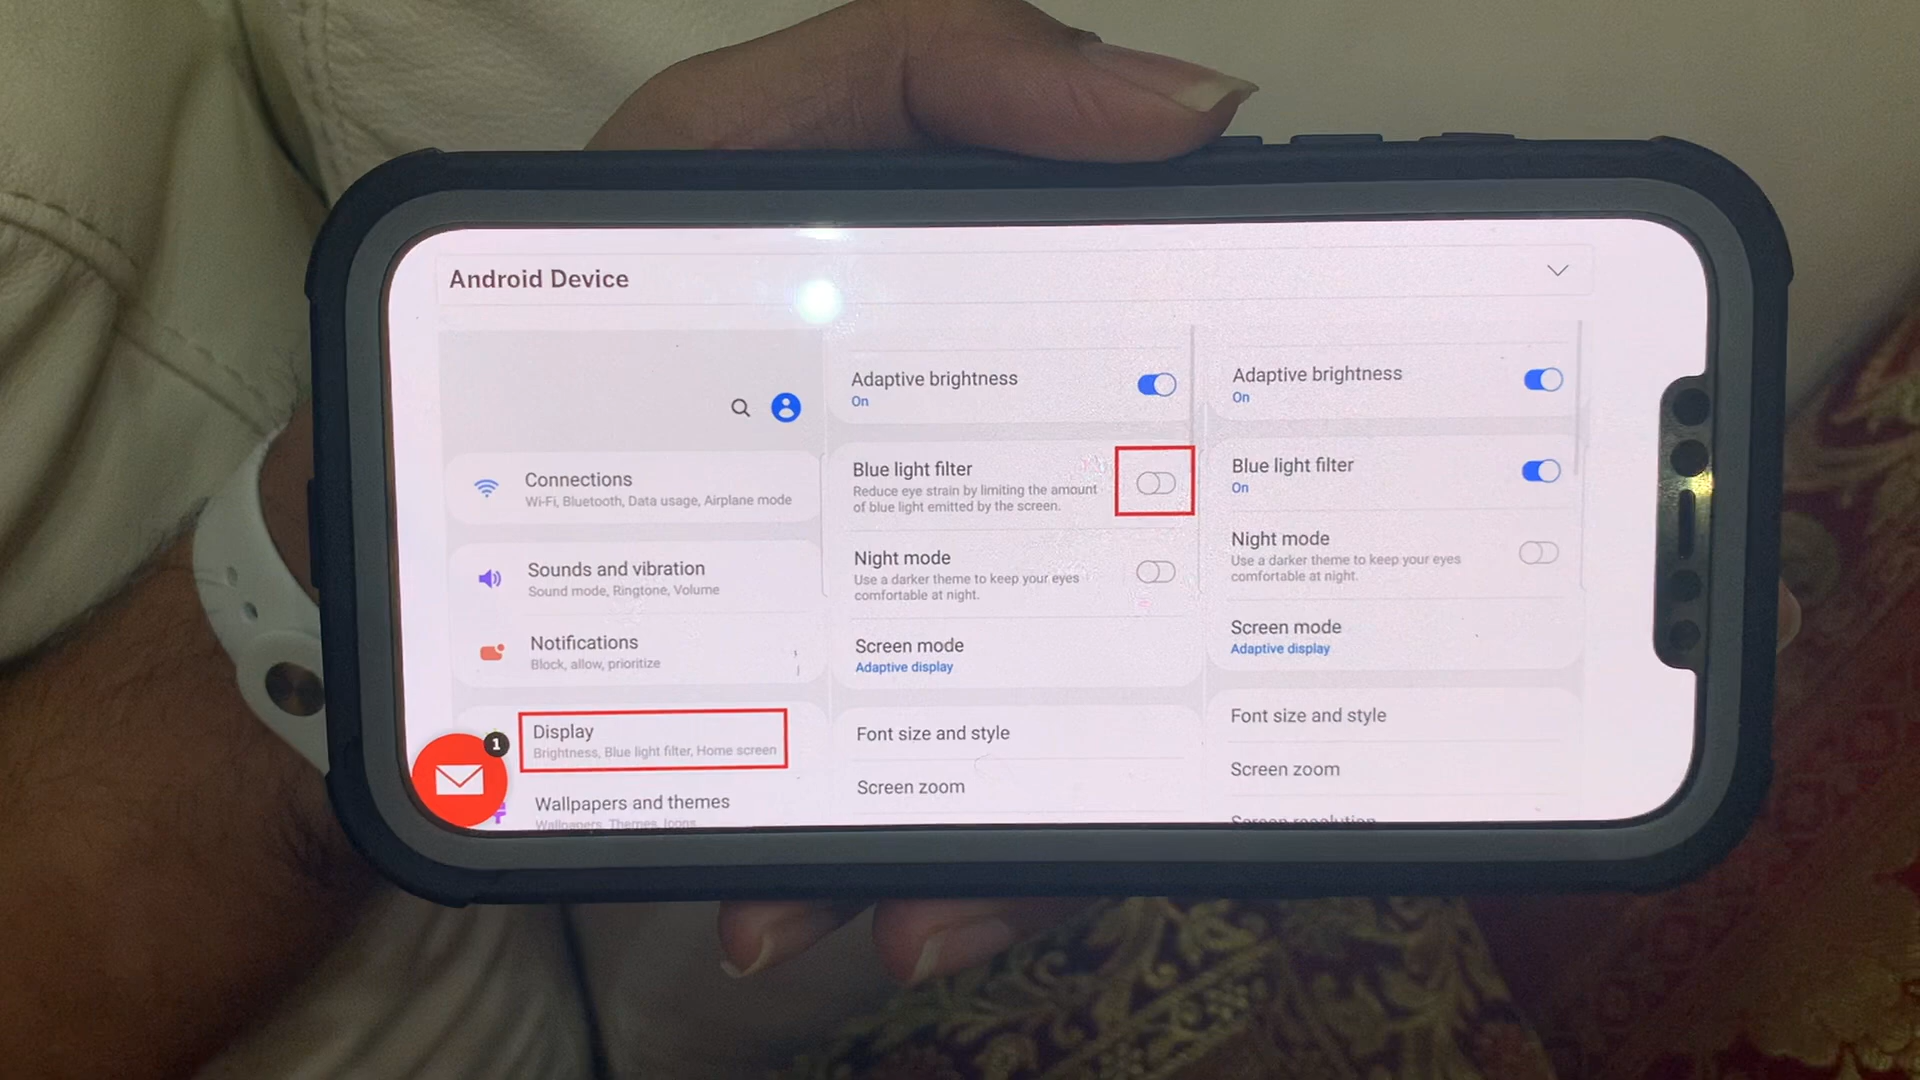 Android Device
Connections
Wi-Fi, Bluetooth, Data usage, Airplane mode
Sounds and vibration
Sound mode, Ringtone, Volume
Notifications
Block, allow, prioritize
Display
Brightness, Blue light filter, Home screen
1
Wallpapers and themes
Wallpapers, Themes, Icons
Adaptive brightness
On
Blue light filter
Reduce eye strain by limiting the amount
of blue light emitted by the screen.
Night mode
Use a darker theme to keep your eyes
comfortable at night.
Screen mode
Adaptive display
Font size and style
Screen zoom
Adaptive brightness
On
Blue light filter
On
Night mode
Use a darker theme to keep your eyes
comfortable at night.
Screen mode
Adaptive display
Font size and style
Screen zoom
Screen resolution